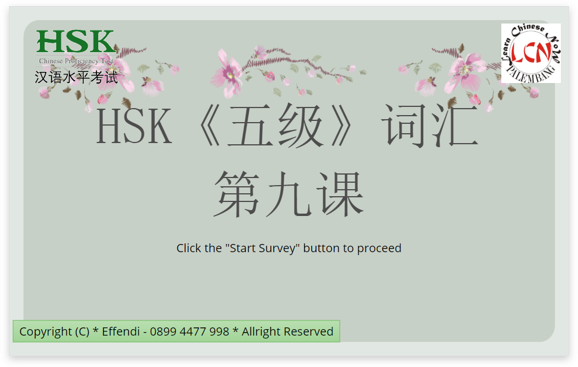 HSK
Chinese Proficiency Test
汉语水平考试
Learn Chinese Now
LCN
PALEMBANG
HSK《五级》词汇
第九课
Click the "Start Survey" button to proceed
Copyright (C) * Effendi - 0899 4477 998 * Allright Reserved